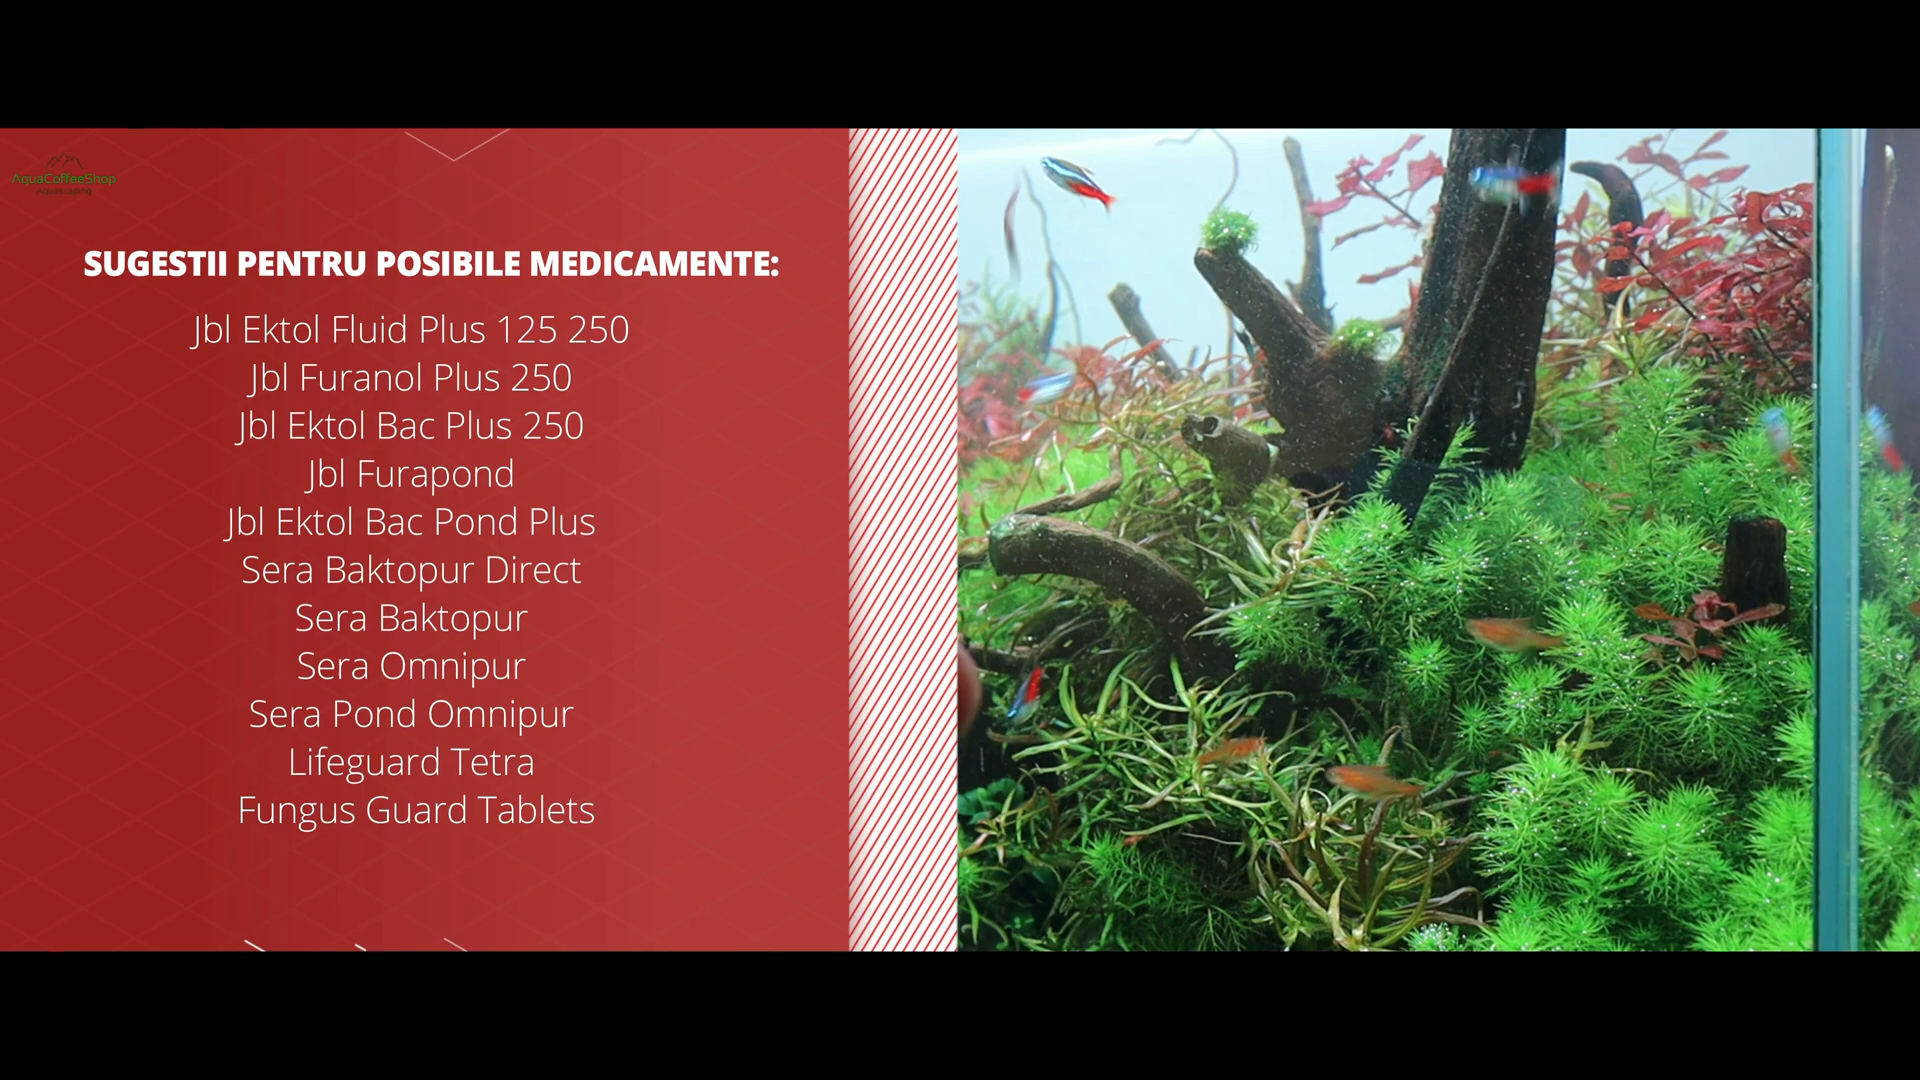 AquaCoffeeShop
Aquascaping
SUGESTII PENTRU POSIBILE MEDICAMENTE:
Jbl Ektol Fluid Plus 125 250
Jbl Furanol Plus 250
Jbl Ektol Bac Plus 250
Jbl Furapond
Jbl Ektol Bac Pond Plus
Sera Baktopur Direct
Sera Baktopur
Sera Omnipur
Sera Pond Omnipur
Lifeguard Tetra
Fungus Guard Tablets